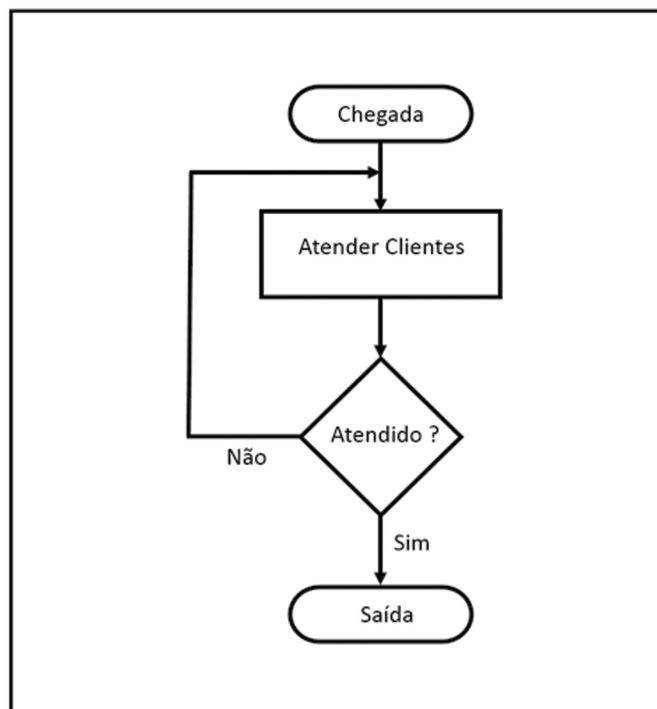 Chegada
Atender Clientes
Atendido ?
Não
Sim
Saída